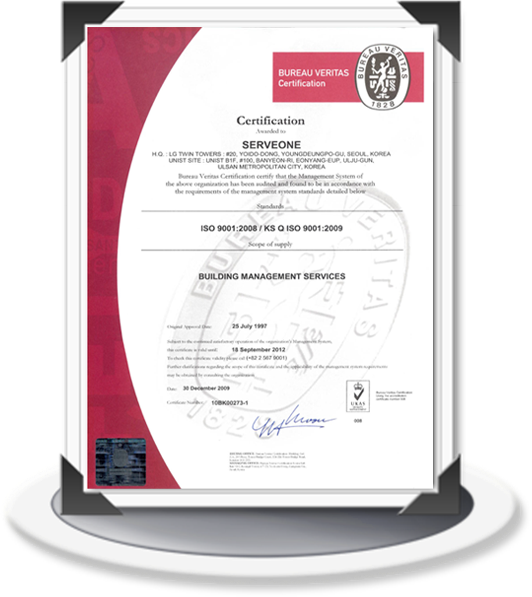 BUREAU VERITAS
Certification
BUREAU VERITAS
1828
Certification
Awarded to
SERVEONE
H.Q. : LG TWIN TOWERS : #20, YOIDO-DONG, YOUNGDEUNGPO-GU, SEOUL, KOREA
UNIST SITE : UNIST B1F, #100, BANYEON-RI, EONYANG-EUP, ULJU-GUN,
ULSAN METROPOLITAN CITY, KOREA
Bureau Veritas Certification certify that the Management System of
the above organization has been audited and found to be in accordance with
the requirements of the management system standards detailed below
Standards
ISO 9001:2008 / KS Q ISO 9001:2009
Scope of supply
BUILDING MANAGEMENT SERVICES
Original Approval Date: 25 July 1997
Subject to the continued satisfactory operation of the organization's Management System,
this certificate is valid until: 18 September 2012
To check this certificate validity please call (+82 2 567 9001)
Further clarifications regarding the scope of this certificate and the applicability of the management system requirements
may be obtained by consulting the organization.
Date: 30 December 2009
Certificate Number: 10BK00273-1
UKAS
008
Bureau Veritas Certification